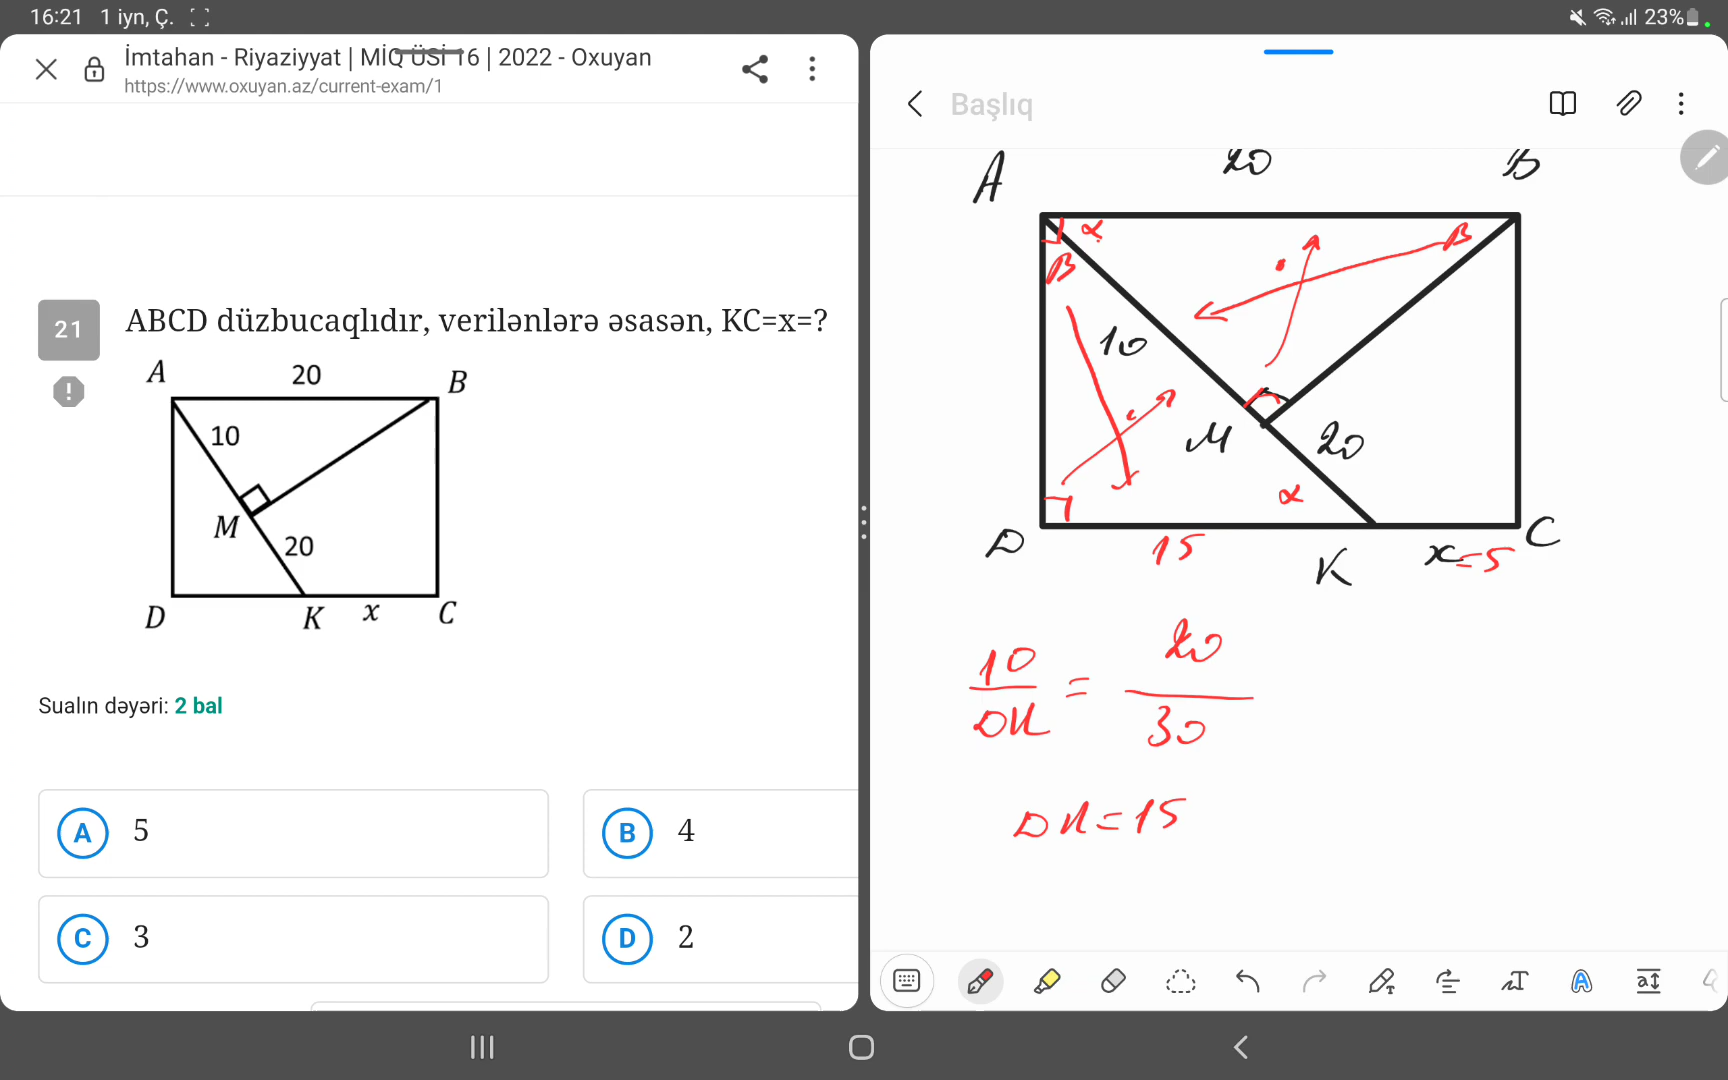 16:21 1 iyn, Ç. 23%
İmtahan - Riyaziyyat | MİQ ÜSİ 16 | 2022 - Oxuyan
https://www.oxuyan.az/current-exam/1
21
ABCD düzbucaqlıdır, verilənlərə əsasən, KC=x=?
A 20 B
10
M
20
D K x C
Sualın dəyəri: 2 bal
A 5
B 4
C 3
D 2
Başlıq
A 20 B
α β
β
10
M 20
α
D 15 K x=5 C
10/DK = 20/30
DK=15